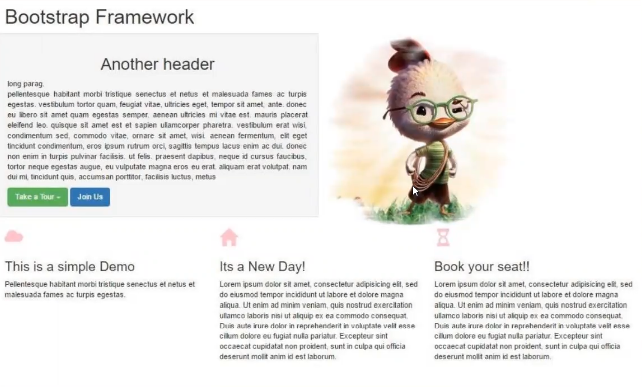 Bootstrap Framework
Another header
long parag.
pellentesque habitant morbi tristique senectus et netus et malesuada fames ac turpis
egestas. vestibulum tortor quam, feugiat vitae, ultricies eget, tempor sit amet, ante. donec
eu libero sit amet quam egestas semper. aenean ultricies mi vitae est. mauris placerat
eleifend leo. quisque sit amet est et sapien ullamcorper pharetra. vestibulum erat wisi,
condimentum sed, commodo vitae, ornare sit amet, wisi. aenean fermentum, elit eget
tincidunt condimentum, eros ipsum rutrum orci, sagittis tempus lacus enim ac dui. donec
non enim in turpis pulvinar facilisis. ut felis. praesent dapibus, neque id cursus faucibus,
tortor neque egestas augue, eu vulputate magna eros eu erat. aliquam erat volutpat. nam
dui mi, tincidunt quis, accumsan porttitor, facilisis luctus, metus
Take a Tour »
Join Us
This is a simple Demo
Pellentesque habitant morbi tristique senectus et netus et
malesuada fames ac turpis egestas.
Its a New Day!
Lorem ipsum dolor sit amet, consectetur adipisicing elit, sed
do eiusmod tempor incididunt ut labore et dolore magna
aliqua. Ut enim ad minim veniam, quis nostrud exercitation
ullamco laboris nisi ut aliquip ex ea commodo consequat.
Duis aute irure dolor in reprehenderit in voluptate velit esse
cillum dolore eu fugiat nulla pariatur. Excepteur sint
occaecat cupidatat non proident, sunt in culpa qui officia
deserunt mollit anim id est laborum.
Book your seat!!
Lorem ipsum dolor sit amet, consectetur adipisicing elit, sed
do eiusmod tempor incididunt ut labore et dolore magna
aliqua. Ut enim ad minim veniam, quis nostrud exercitation
ullamco laboris nisi ut aliquip ex ea commodo consequat.
Duis aute irure dolor in reprehenderit in voluptate velit esse
cillum dolore eu fugiat nulla pariatur. Excepteur sint
occaecat cupidatat non proident, sunt in culpa qui officia
deserunt mollit anim id est laborum.